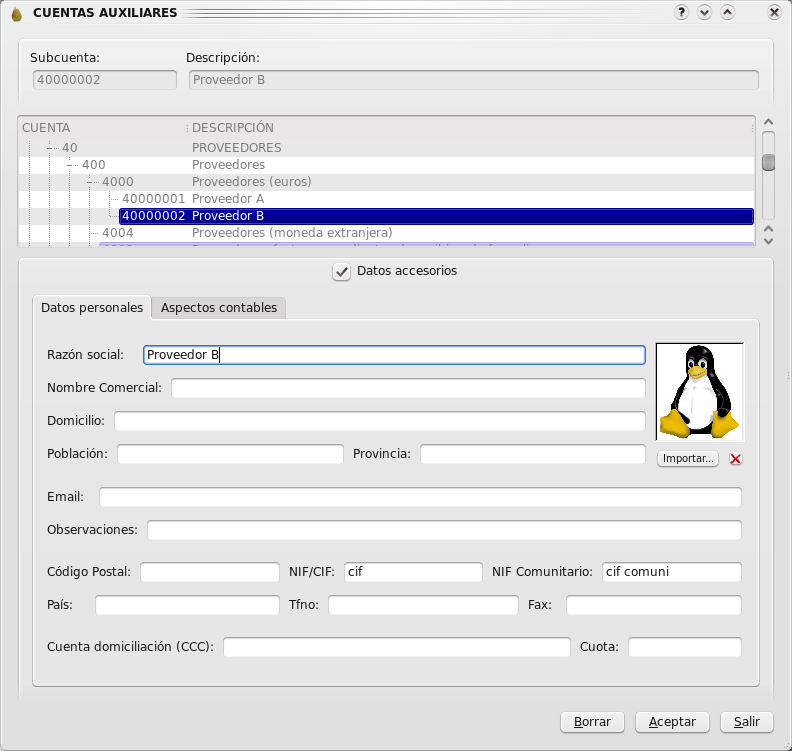 CUENTAS AUXILIARES
Subcuenta: Descripción:
40000002 Proveedor B
CUENTA DESCRIPCIÓN
40 PROVEEDORES
400 Proveedores
4000 Proveedores (euros)
40000001 Proveedor A
40000002 Proveedor B
4004 Proveedores (moneda extranjera)
Datos accesorios
Datos personales Aspectos contables
Razón social: Proveedor B
Nombre Comercial:
Domicilio:
Población: Provincia:
Importar...
Email:
Observaciones:
Código Postal: NIF/CIF: cif NIF Comunitario: cif comuni
País: Tfno: Fax:
Cuenta domiciliación (CCC): Cuota:
Borrar Aceptar Salir